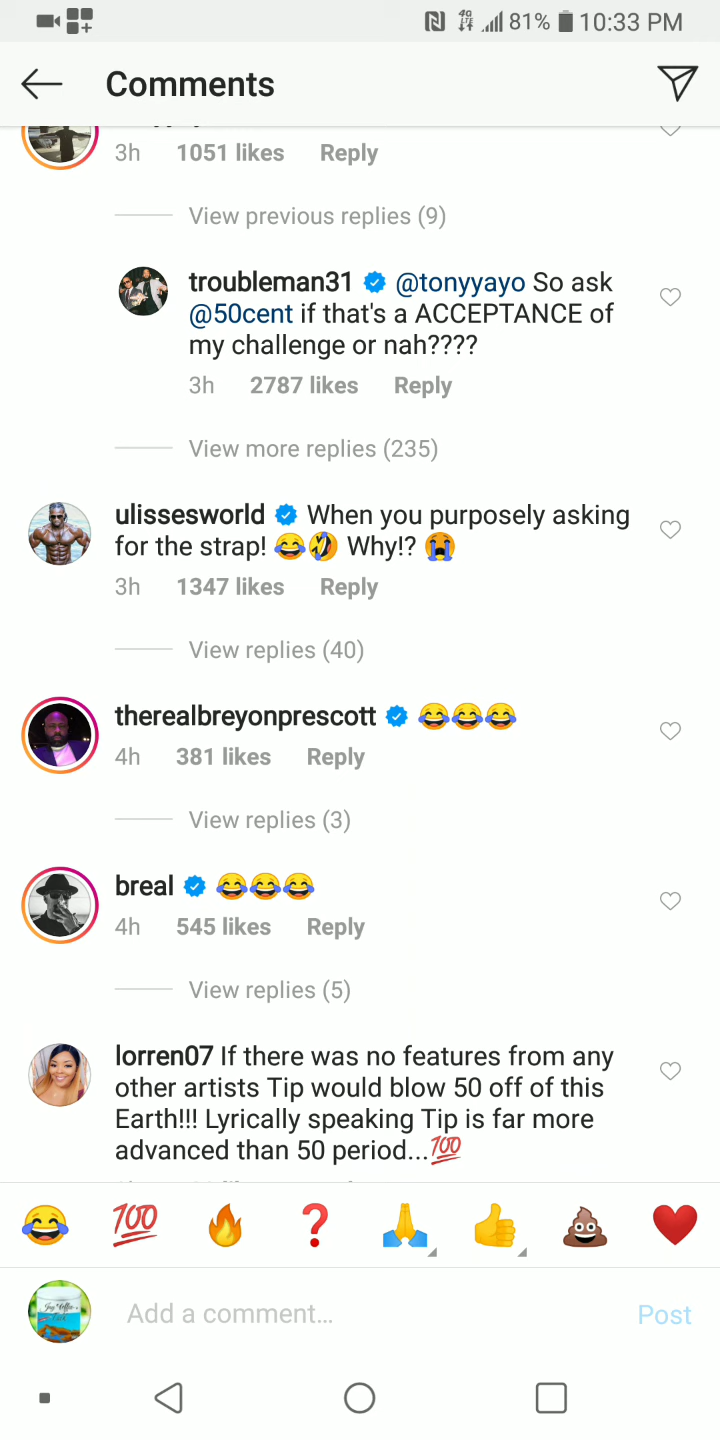 4G
LTE
81%
10:33 PM
Comments
3h 1051 likes Reply
View previous replies (9)
troubleman31 @tonyyayo So ask
@50cent if that's a ACCEPTANCE of
my challenge or nah????
3h 2787 likes Reply
View more replies (235)
ulissesworld When you purposely asking
for the strap! 😂🤣 Why!? 😭
3h 1347 likes Reply
View replies (40)
therealbreyonprescott 😂😂😂
4h 381 likes Reply
View replies (3)
breal 😂😂😂
4h 545 likes Reply
View replies (5)
lorren07 If there was no features from any
other artists Tip would blow 50 off of this
Earth!!! Lyrically speaking Tip is far more
advanced than 50 period...💯
😂 💯 🔥 ❓ 🙏 👍 💩 ❤️
Add a comment...
Post